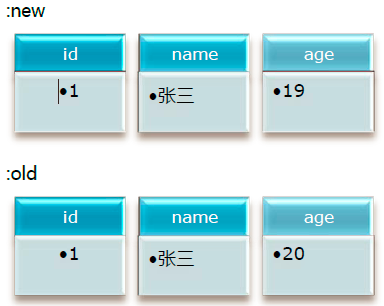 :new
id name age
•1 •张三 •19
:old
id name age
•1 •张三 •20